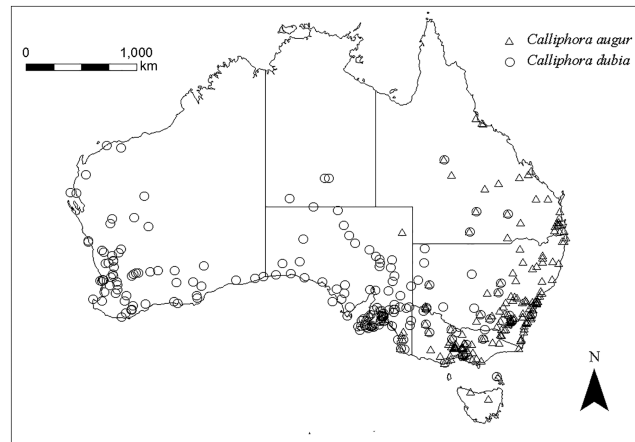 0 1,000
km
△ Calliphora augur
○ Calliphora dubia
N